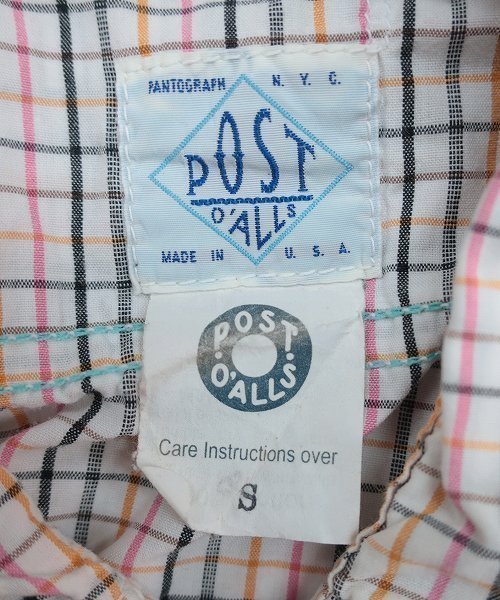 PANTOGRAPH N. Y. C.
POST
O'ALLS
MADE IN U. S. A.
POST
O'ALLS
Care Instructions over
S